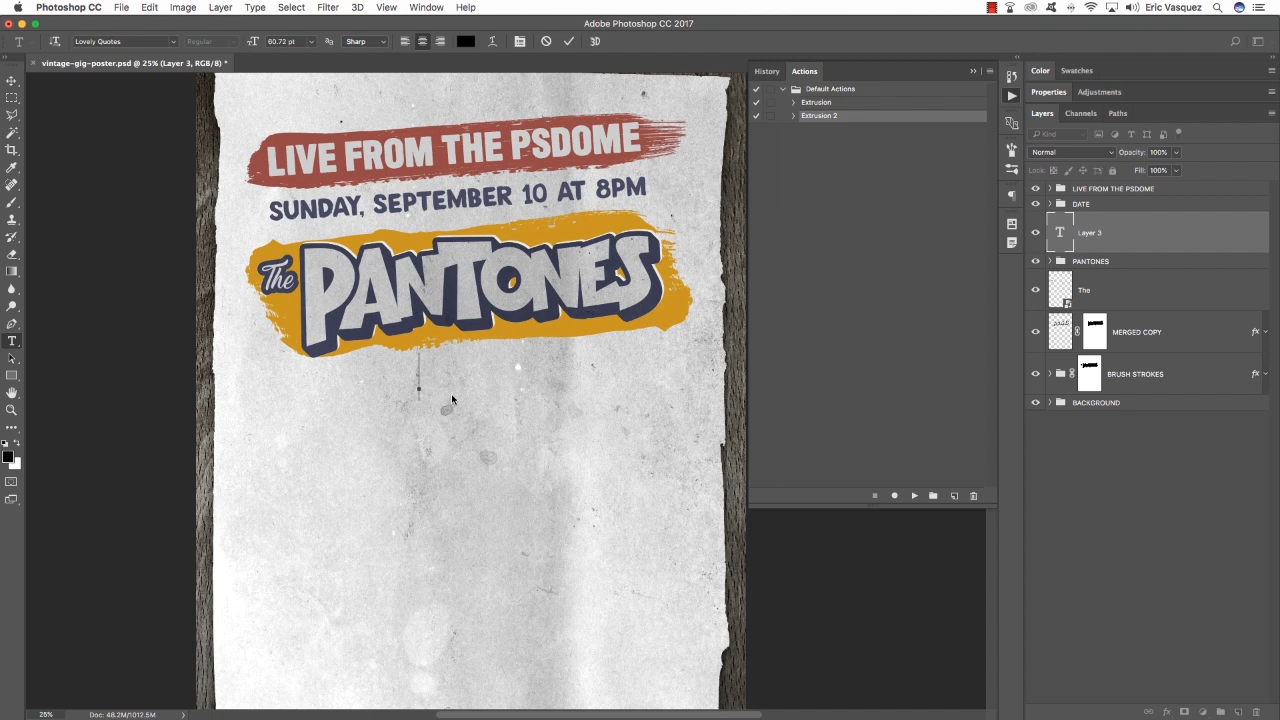 Photoshop CC File Edit Image Layer Type Select Filter 3D View Window Help Eric Vasquez
Adobe Photoshop CC 2017
Lovely Quotes Regular 60.72 pt Sharp 3D
vintage-gig-poster.psd @ 25% (Layer 3, RGB/8) *
History Actions
Default Actions
Extrusion
Extrusion 2
Color Swatches
Properties Adjustments
Layers Channels Paths
Kind
Normal Opacity: 100%
Lock: Fill: 100%
LIVE FROM THE PSDOME
DATE
Layer 3
PANTONES
The
MERGED COPY fx
BRUSH STROKES fx
BACKGROUND
LIVE FROM THE PSDOME
SUNDAY, SEPTEMBER 10 AT 8PM
The PANTONES
25% Doc: 48.2M/1012.5M